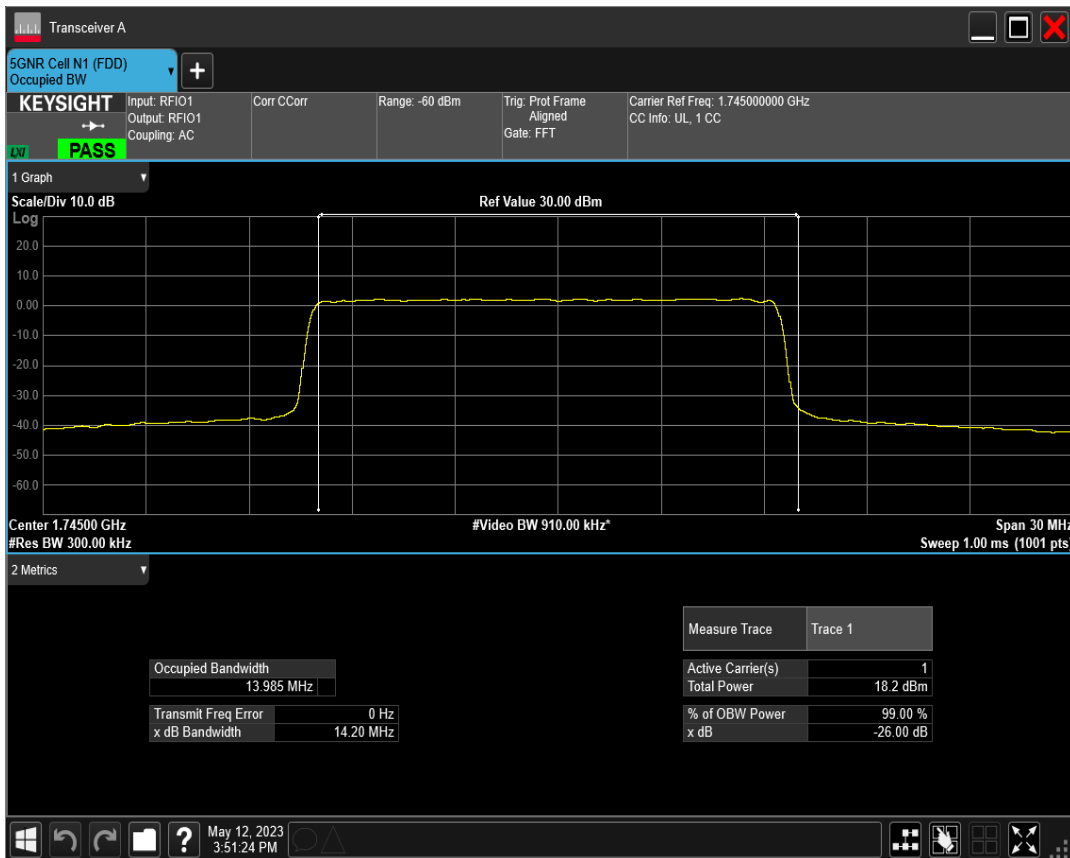 Transceiver A
5GNR Cell N1 (FDD)
Occupied BW
KEYSIGHT
LXI
PASS
Input: RFIO1
Output: RFIO1
Coupling: AC
Corr CCorr
Range: -60 dBm
Trig: Prot Frame
Aligned
Gate: FFT
Carrier Ref Freq: 1.745000000 GHz
CC Info: UL, 1 CC
1 Graph
Scale/Div 10.0 dB
Ref Value 30.00 dBm
Log
20.0
10.0
0.00
-10.0
-20.0
-30.0
-40.0
-50.0
-60.0
Center 1.74500 GHz
#Video BW 910.00 kHz*
Span 30 MHz
#Res BW 300.00 kHz
Sweep 1.00 ms (1001 pts)
2 Metrics
Measure Trace Trace 1
Occupied Bandwidth
13.985 MHz
Active Carrier(s) 1
Total Power 18.2 dBm
Transmit Freq Error 0 Hz
x dB Bandwidth 14.20 MHz
% of OBW Power 99.00 %
x dB -26.00 dB
?
May 12, 2023
3:51:24 PM